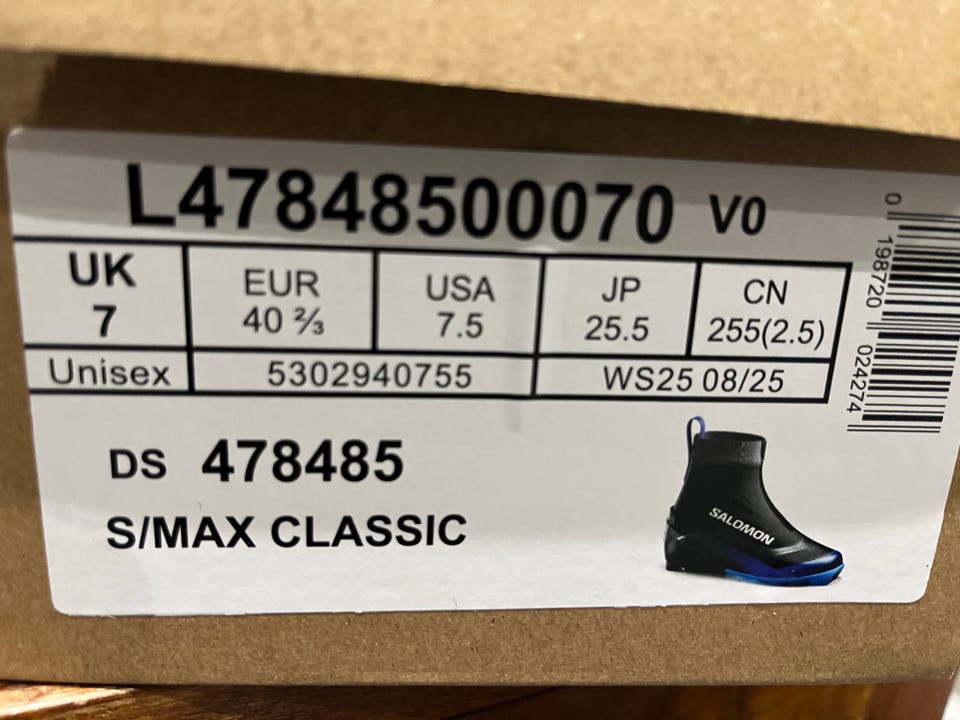 L47848500070 V0
UK EUR USA JP CN
7 40 ⅔ 7.5 25.5 255(2.5)
Unisex 5302940755 WS25 08/25
DS 478485
S/MAX CLASSIC
SALOMON
0 198720 024274